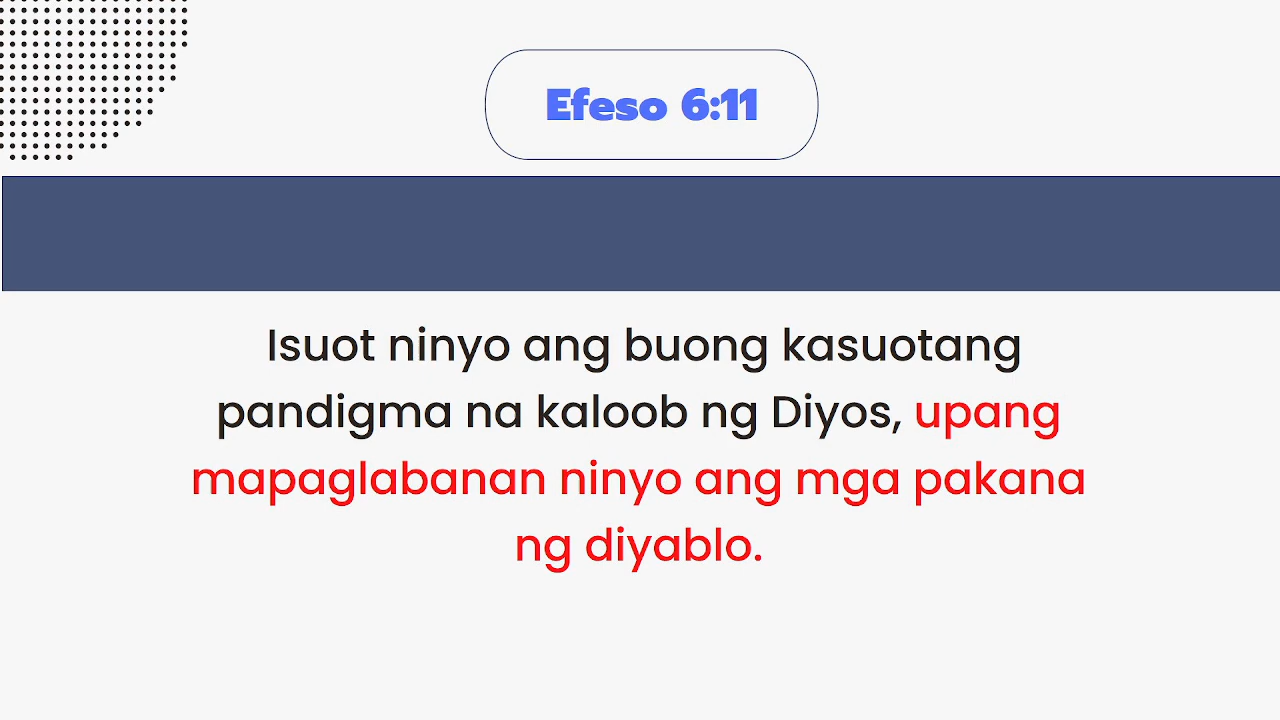 Efeso 6:11
Isuot ninyo ang buong kasuotang
pandigma na kaloob ng Diyos, upang
mapaglabanan ninyo ang mga pakana
ng diyablo.